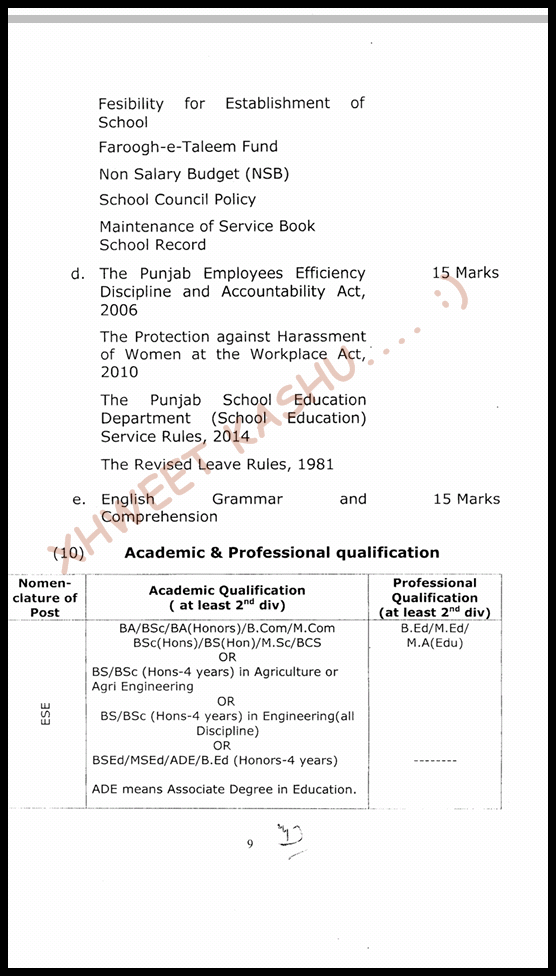 Fesibility for Establishment of
School
Faroogh-e-Taleem Fund
Non Salary Budget (NSB)
School Council Policy
Maintenance of Service Book
School Record
d. The Punjab Employees Efficiency 15 Marks
Discipline and Accountability Act,
2006
The Protection against Harassment
of Women at the Workplace Act,
2010
The Punjab School Education
Department (School Education)
Service Rules, 2014
The Revised Leave Rules, 1981
e. English Grammar and 15 Marks
Comprehension
XHWEET KASHU.... :)
(10) Academic & Professional qualification
Nomen-
clature of
Post
Academic Qualification
( at least 2nd div)
Professional
Qualification
(at least 2nd div)
ESE
BA/BSc/BA(Honors)/B.Com/M.Com
BSc(Hons)/BS(Hon)/M.Sc/BCS
OR
BS/BSc (Hons-4 years) in Agriculture or
Agri Engineering
OR
BS/BSc (Hons-4 years) in Engineering(all
Discipline)
OR
BSEd/MSEd/ADE/B.Ed (Honors-4 years)
ADE means Associate Degree in Education.
B.Ed/M.Ed/
M.A(Edu)
--------
9